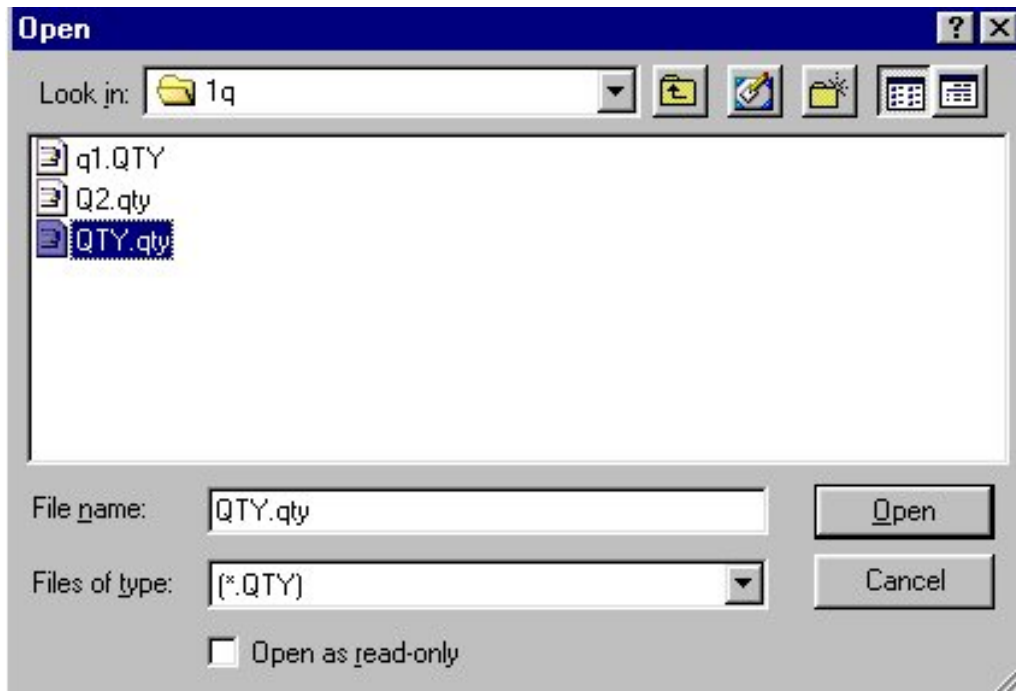 Open
Look in: 1q
q1.QTY
Q2.qty
QTY.qty
File name: QTY.qty Open
Files of type: (*.QTY) Cancel
Open as read-only